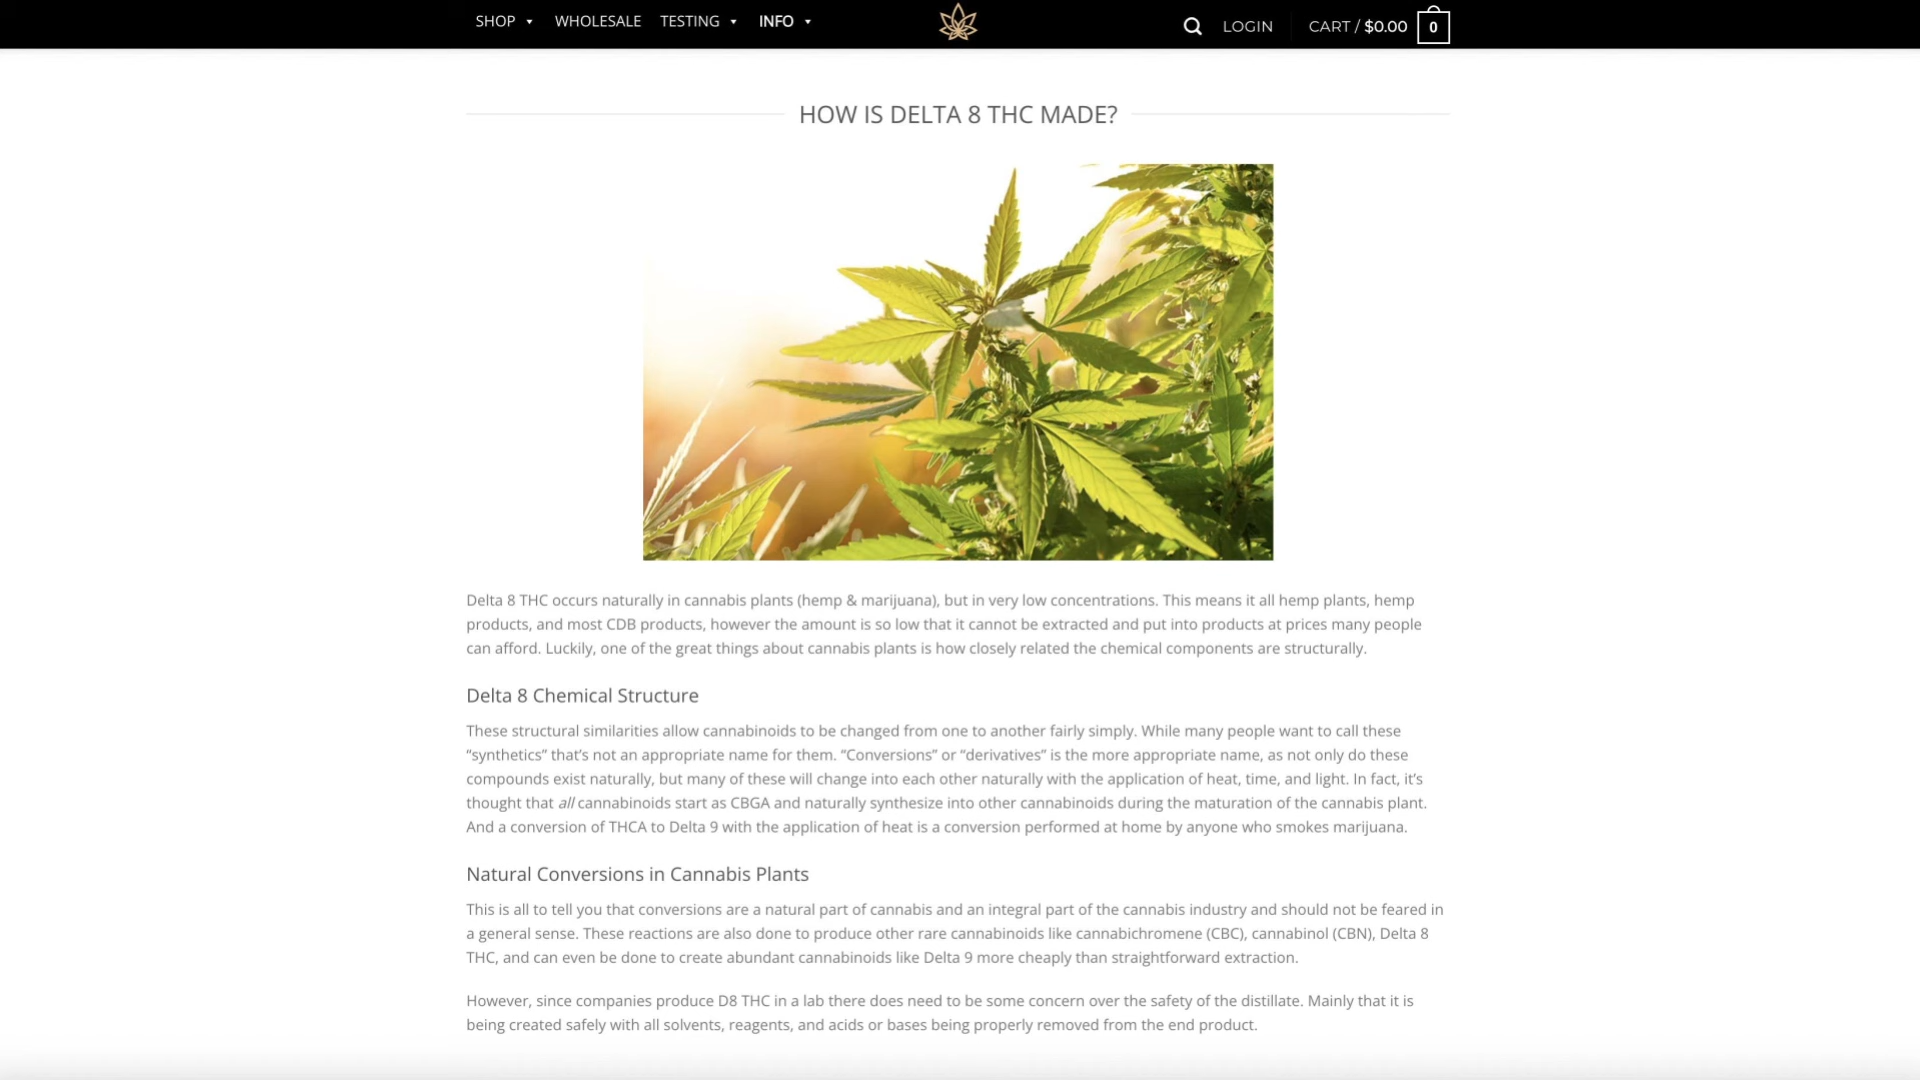 SHOP WHOLESALE TESTING INFO LOGIN CART / $0.00 0
HOW IS DELTA 8 THC MADE?
Delta 8 THC occurs naturally in cannabis plants (hemp & marijuana), but in very low concentrations. This means it all hemp plants, hemp
products, and most CDB products, however the amount is so low that it cannot be extracted and put into products at prices many people
can afford. Luckily, one of the great things about cannabis plants is how closely related the chemical components are structurally.
Delta 8 Chemical Structure
These structural similarities allow cannabinoids to be changed from one to another fairly simply. While many people want to call these
“synthetics” that’s not an appropriate name for them. “Conversions” or “derivatives” is the more appropriate name, as not only do these
compounds exist naturally, but many of these will change into each other naturally with the application of heat, time, and light. In fact, it’s
thought that all cannabinoids start as CBGA and naturally synthesize into other cannabinoids during the maturation of the cannabis plant.
And a conversion of THCA to Delta 9 with the application of heat is a conversion performed at home by anyone who smokes marijuana.
Natural Conversions in Cannabis Plants
This is all to tell you that conversions are a natural part of cannabis and an integral part of the cannabis industry and should not be feared in
a general sense. These reactions are also done to produce other rare cannabinoids like cannabichromene (CBC), cannabinol (CBN), Delta 8
THC, and can even be done to create abundant cannabinoids like Delta 9 more cheaply than straightforward extraction.
However, since companies produce D8 THC in a lab there does need to be some concern over the safety of the distillate. Mainly that it is
being created safely with all solvents, reagents, and acids or bases being properly removed from the end product.